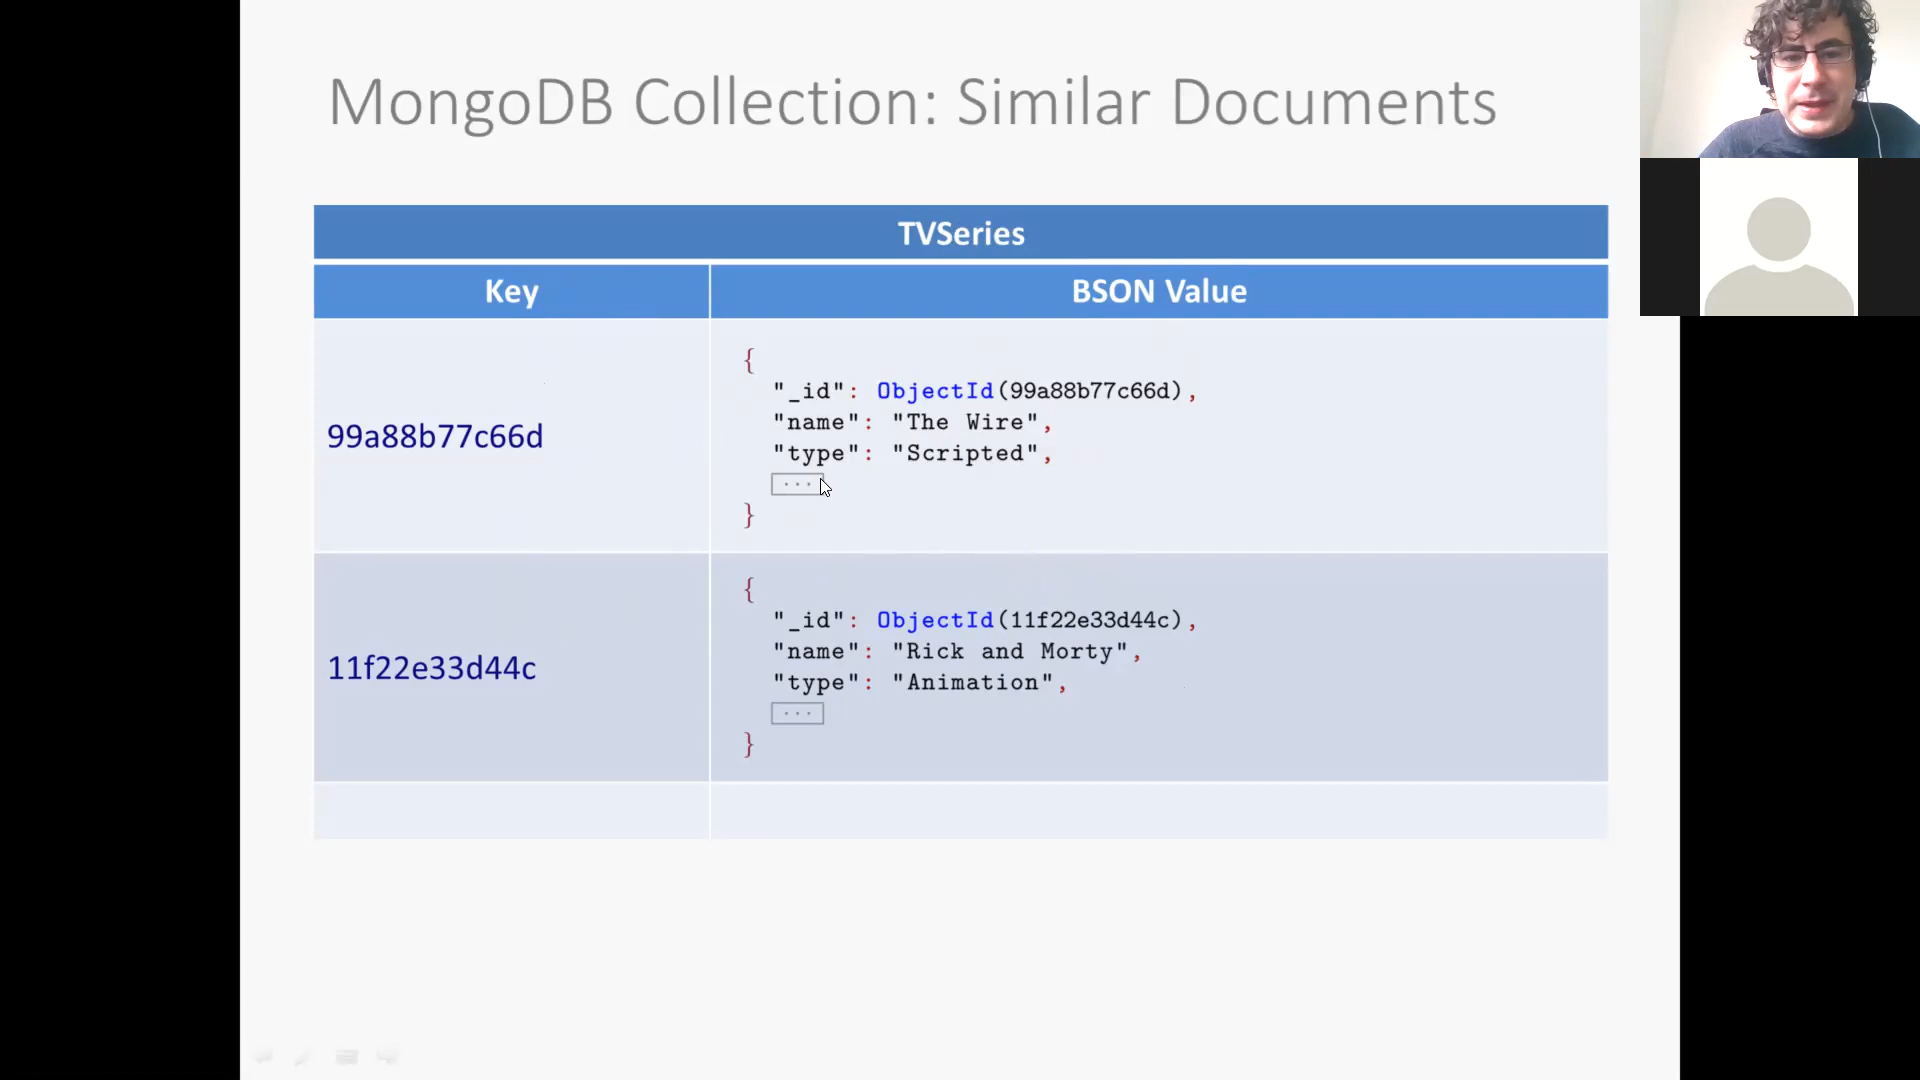 MongoDB Collection: Similar Documents
TVSeries
Key
BSON Value
99a88b77c66d
{
"_id": ObjectId(99a88b77c66d),
"name": "The Wire",
"type": "Scripted",
...
}
11f22e33d44c
{
"_id": ObjectId(11f22e33d44c),
"name": "Rick and Morty",
"type": "Animation",
...
}